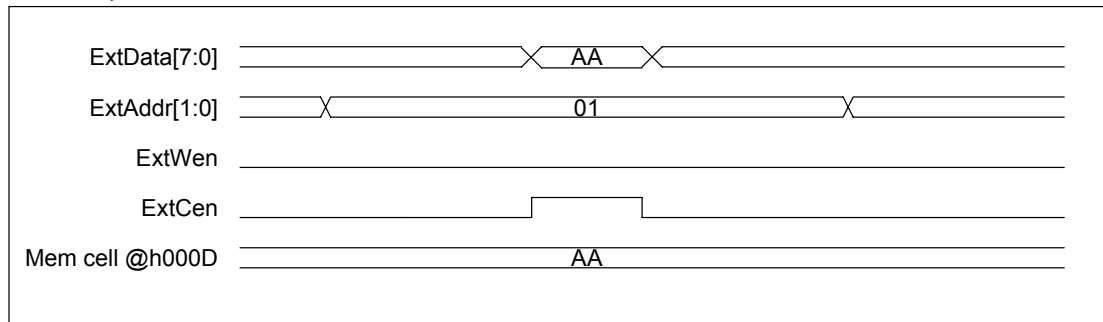 ExtData[7:0] AA
ExtAddr[1:0] 01
ExtWen
ExtCen
Mem cell @h000D AA